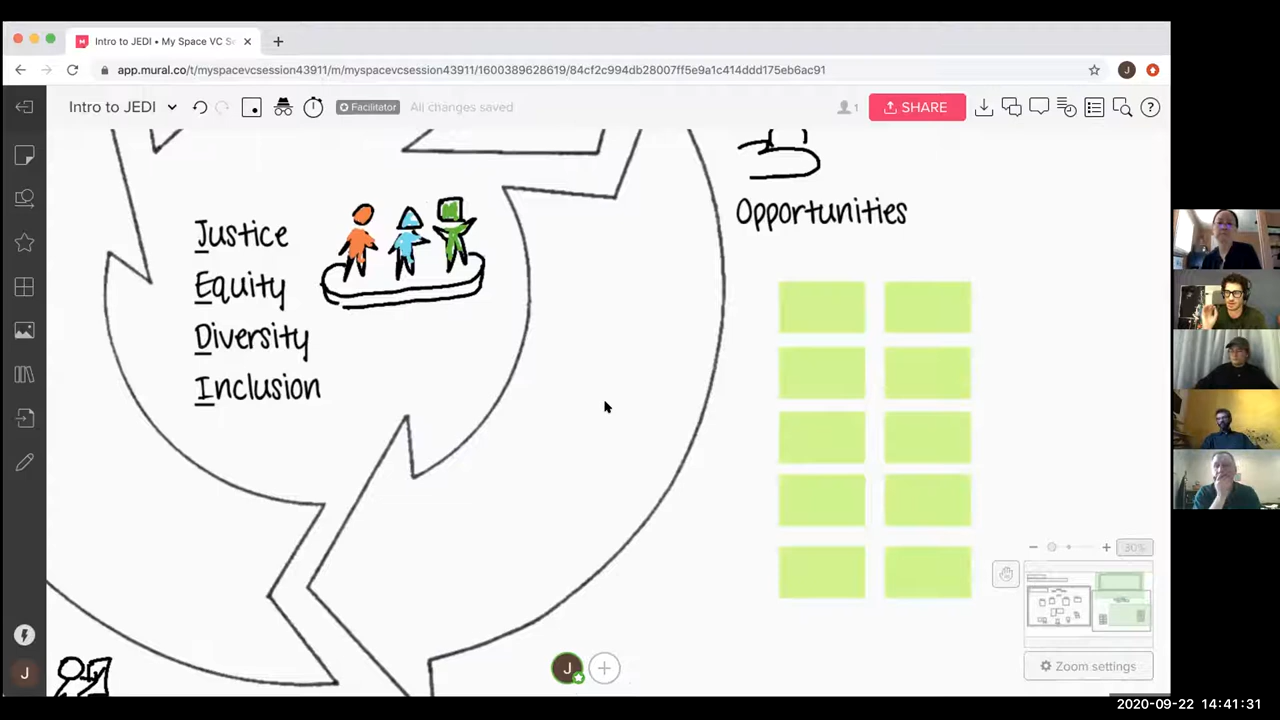 Intro to JEDI • My Space VC Se
app.mural.co/t/myspacevcsession43911/m/myspacevcsession43911/1600389628619/84cf2c994db28007ff5e9a1c414ddd175eb6ac91
J
Intro to JEDI
Facilitator
All changes saved
1
SHARE
?
Opportunities
Justice
Equity
Diversity
Inclusion
30%
Zoom settings
J
J
2020-09-22 14:41:31